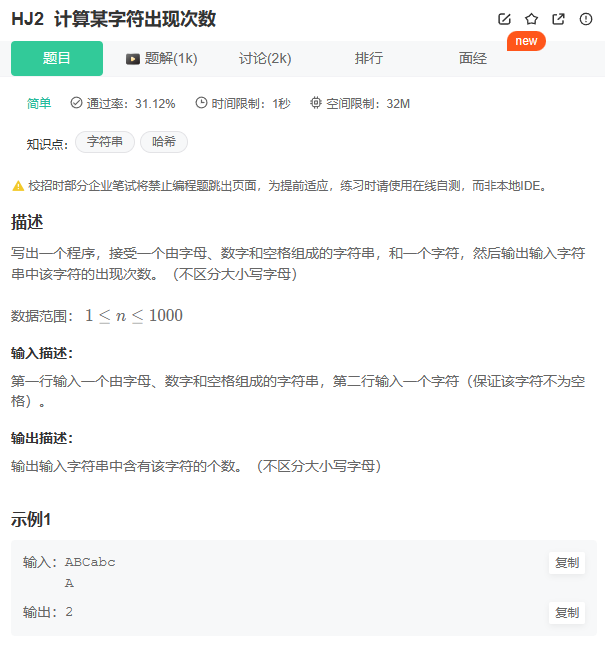 HJ2 计算某字符出现次数
题目
题解(1k)
讨论(2k)
排行
面经
new
简单
通过率：31.12%
时间限制：1秒
空间限制：32M
知识点：
字符串
哈希
校招时部分企业笔试将禁止编程题跳出页面，为提前适应，练习时请使用在线自测，而非本地IDE。
描述
写出一个程序，接受一个由字母、数字和空格组成的字符串，和一个字符，然后输出输入字符
串中该字符的出现次数。（不区分大小写字母）
数据范围： 1 ≤ n ≤ 1000
输入描述：
第一行输入一个由字母、数字和空格组成的字符串，第二行输入一个字符（保证该字符不为空
格）。
输出描述：
输出输入字符串中含有该字符的个数。（不区分大小写字母）
示例1
输入：ABCabc
复制
A
输出：2
复制